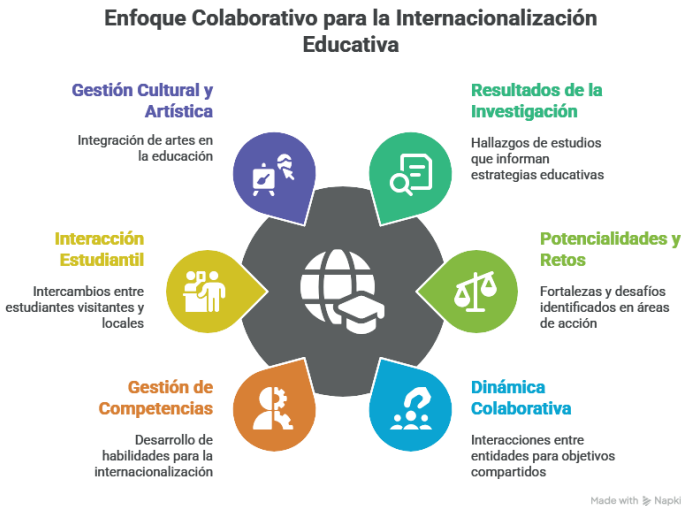 Enfoque Colaborativo para la Internacionalización
Educativa
Gestión Cultural y
Artística
Integración de artes en
la educación
Resultados de la
Investigación
Hallazgos de estudios
que informan
estrategias educativas
Interacción
Estudiantil
Intercambios entre
estudiantes visitantes y
locales
Potencialidades y
Retos
Fortalezas y desafíos
identificados en áreas
de acción
Gestión de
Competencias
Desarrollo de
habilidades para la
internacionalización
Dinámica
Colaborativa
Interacciones entre
entidades para objetivos
compartidos
Made with Napki